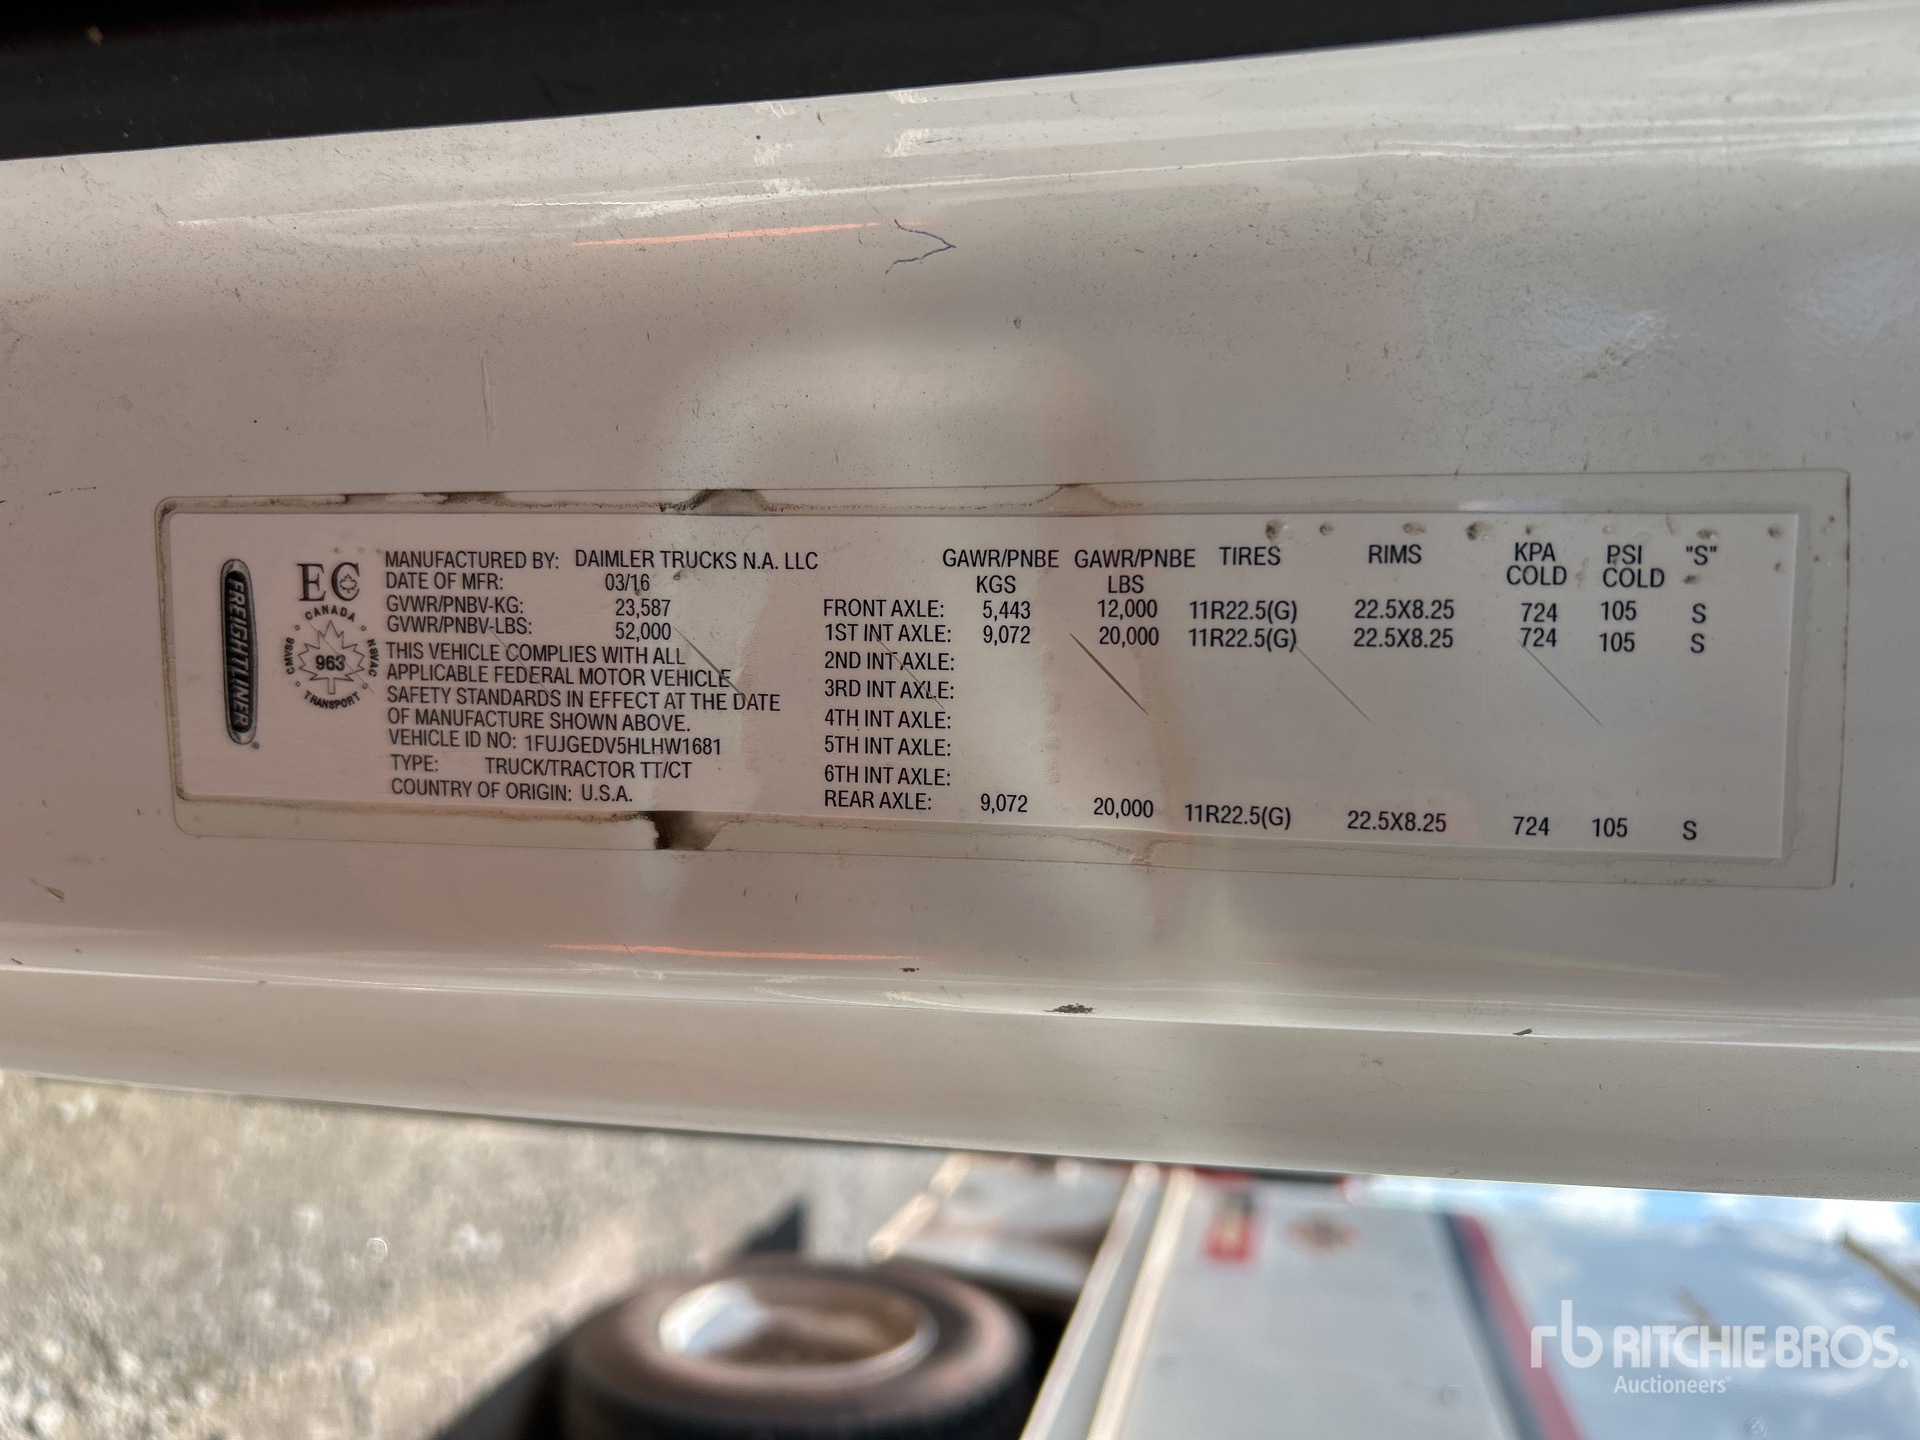 FREIGHTLINER
EC
CANADA
CMVSS
NSVAC
963
TRANSPORT
MANUFACTURED BY: DAIMLER TRUCKS N.A. LLC
DATE OF MFR: 03/16
GVWR/PNBV-KG: 23,587
GVWR/PNBV-LBS: 52,000
THIS VEHICLE COMPLIES WITH ALL
APPLICABLE FEDERAL MOTOR VEHICLE
SAFETY STANDARDS IN EFFECT AT THE DATE
OF MANUFACTURE SHOWN ABOVE.
VEHICLE ID NO: 1FUJGEDV5HLHW1681
TYPE: TRUCK/TRACTOR TT/CT
COUNTRY OF ORIGIN: U.S.A.
GAWR/PNBE GAWR/PNBE TIRES RIMS KPA PSI "S"
KGS LBS COLD COLD
FRONT AXLE: 5,443 12,000 11R22.5(G) 22.5X8.25 724 105 S
1ST INT AXLE: 9,072 20,000 11R22.5(G) 22.5X8.25 724 105 S
2ND INT AXLE:
3RD INT AXLE:
4TH INT AXLE:
5TH INT AXLE:
6TH INT AXLE:
REAR AXLE: 9,072 20,000 11R22.5(G) 22.5X8.25 724 105 S
rb RITCHIE BROS.
Auctioneers